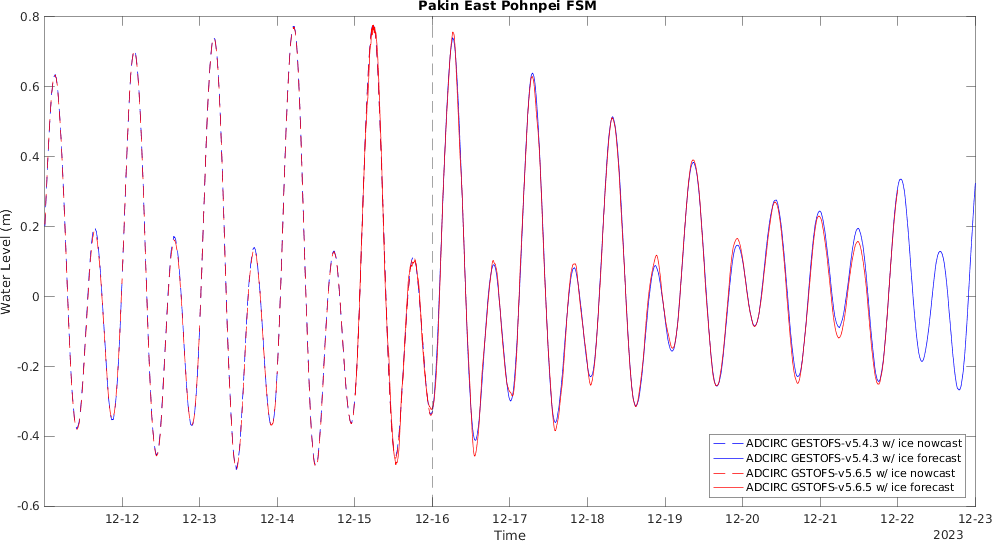 Pakin East Pohnpei FSM
0.8
0.6
0.4
0.2
0
-0.2
-0.4
-0.6
Water Level (m)
ADCIRC GESTOFS-v5.4.3 w/ ice nowcast
ADCIRC GESTOFS-v5.4.3 w/ ice forecast
ADCIRC GSTOFS-v5.6.5 w/ ice nowcast
ADCIRC GSTOFS-v5.6.5 w/ ice forecast
12-12 12-13 12-14 12-15 12-16 12-17 12-18 12-19 12-20 12-21 12-22 12-23
Time
2023